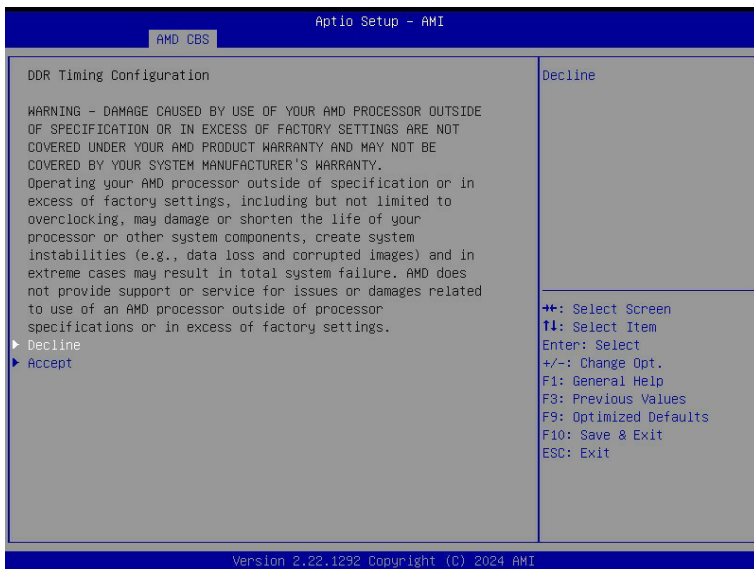 Aptio Setup - AMI
AMD CBS
DDR Timing Configuration
WARNING - DAMAGE CAUSED BY USE OF YOUR AMD PROCESSOR OUTSIDE
OF SPECIFICATION OR IN EXCESS OF FACTORY SETTINGS ARE NOT
COVERED UNDER YOUR AMD PRODUCT WARRANTY AND MAY NOT BE
COVERED BY YOUR SYSTEM MANUFACTURER'S WARRANTY.
Operating your AMD processor outside of specification or in
excess of factory settings, including but not limited to
overclocking, may damage or shorten the life of your
processor or other system components, create system
instabilities (e.g., data loss and corrupted images) and in
extreme cases may result in total system failure. AMD does
not provide support or service for issues or damages related
to use of an AMD processor outside of processor
specifications or in excess of factory settings.
Decline
Accept
Decline
→←: Select Screen
↑↓: Select Item
Enter: Select
+/-: Change Opt.
F1: General Help
F3: Previous Values
F9: Optimized Defaults
F10: Save & Exit
ESC: Exit
Version 2.22.1292 Copyright (C) 2024 AMI